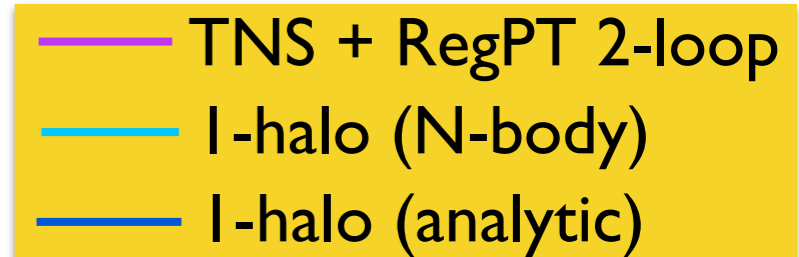 TNS + RegPT 2-loop
1-halo (N-body)
1-halo (analytic)